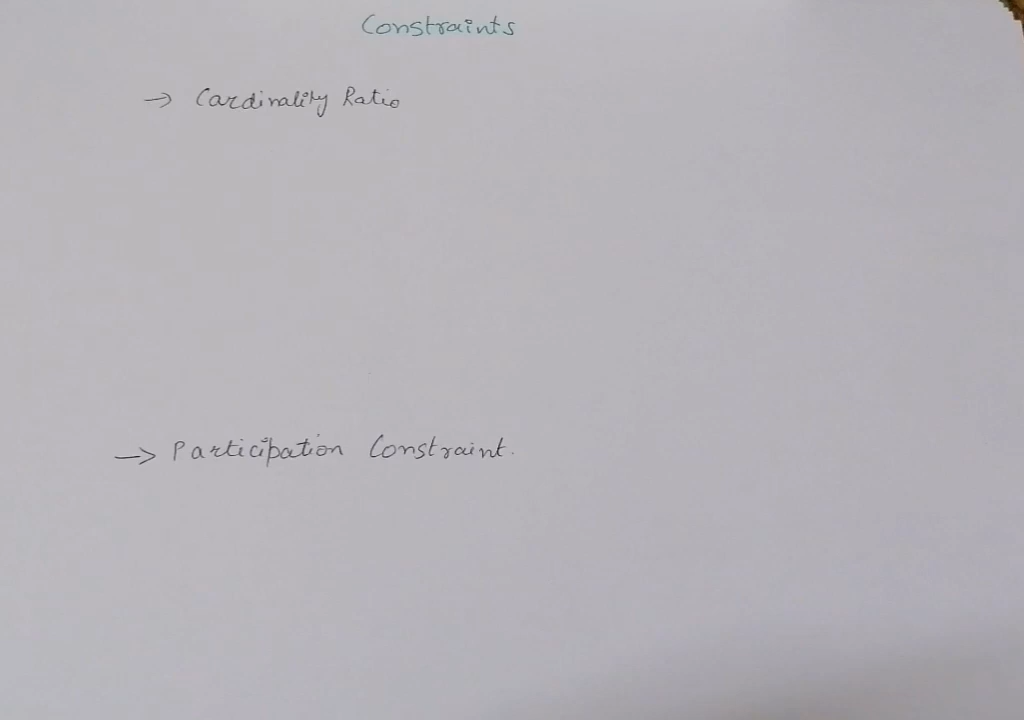 Constraints
→ Cardinality Ratio
→ Participation Constraint.